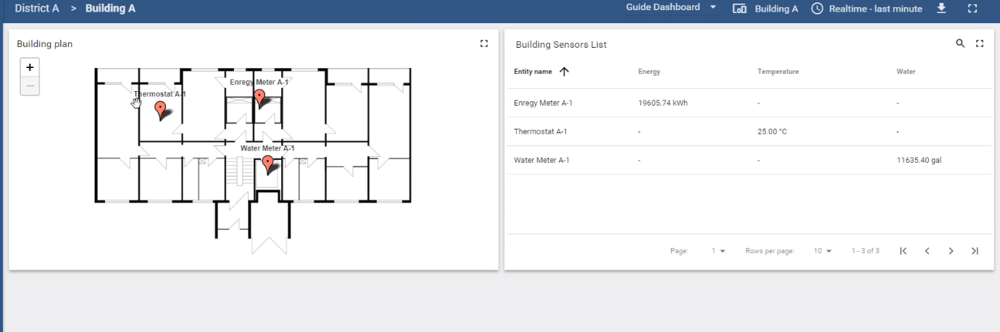 District A > Building A
Guide Dashboard
Building A
Realtime - last minute
Building plan
+
−
Enregy Meter A-1
Thermostat A-1
Water Meter A-1
Building Sensors List
Entity name Energy Temperature Water
Enregy Meter A-1 19605.74 kWh - -
Thermostat A-1 - 25.00 °C -
Water Meter A-1 - - 11635.40 gal
Page: 1 Rows per page: 10 1 - 3 of 3